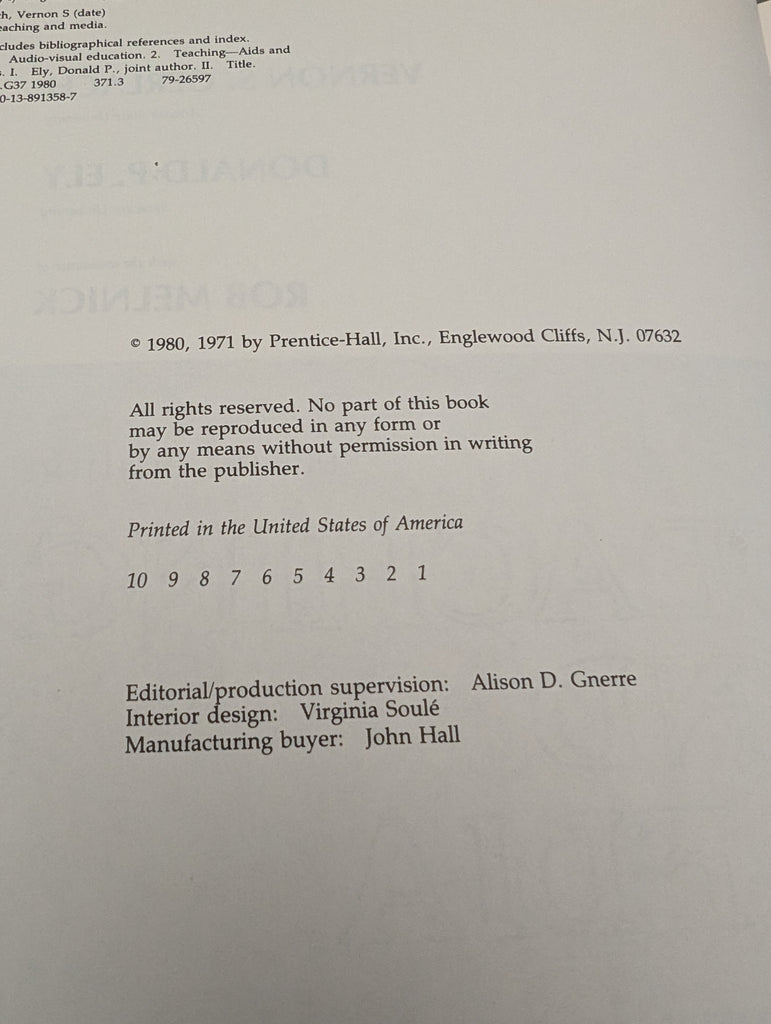 h, Vernon S (date)
eaching and media.
cludes bibliographical references and index.
Audio-visual education. 2. Teaching—Aids and
. I. Ely, Donald P., joint author. II. Title.
.G37 1980 371.3 79-26597
0-13-891358-7
VERNON S.
DONALD P. ELY
ROB MELNICK
© 1980, 1971 by Prentice-Hall, Inc., Englewood Cliffs, N.J. 07632
All rights reserved. No part of this book
may be reproduced in any form or
by any means without permission in writing
from the publisher.
Printed in the United States of America
10 9 8 7 6 5 4 3 2 1
Editorial/production supervision: Alison D. Gnerre
Interior design: Virginia Soulé
Manufacturing buyer: John Hall